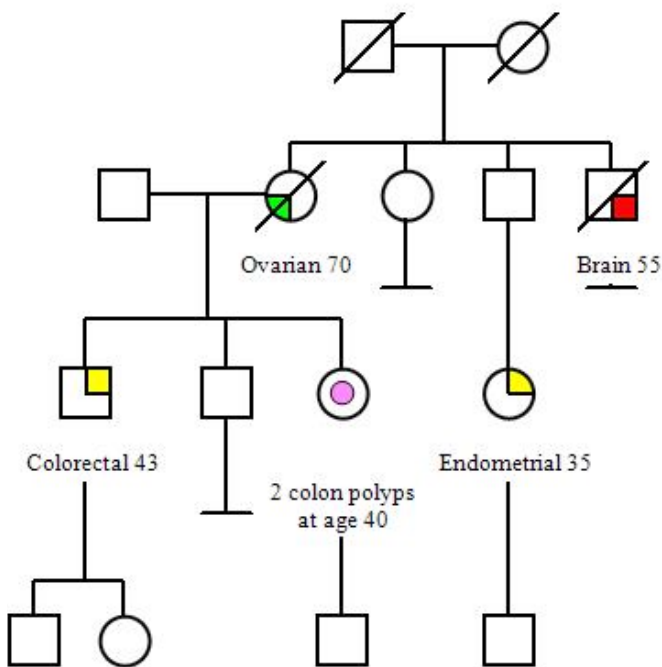 Ovarian 70
Brain 55
Colorectal 43
2 colon polyps
at age 40
Endometrial 35